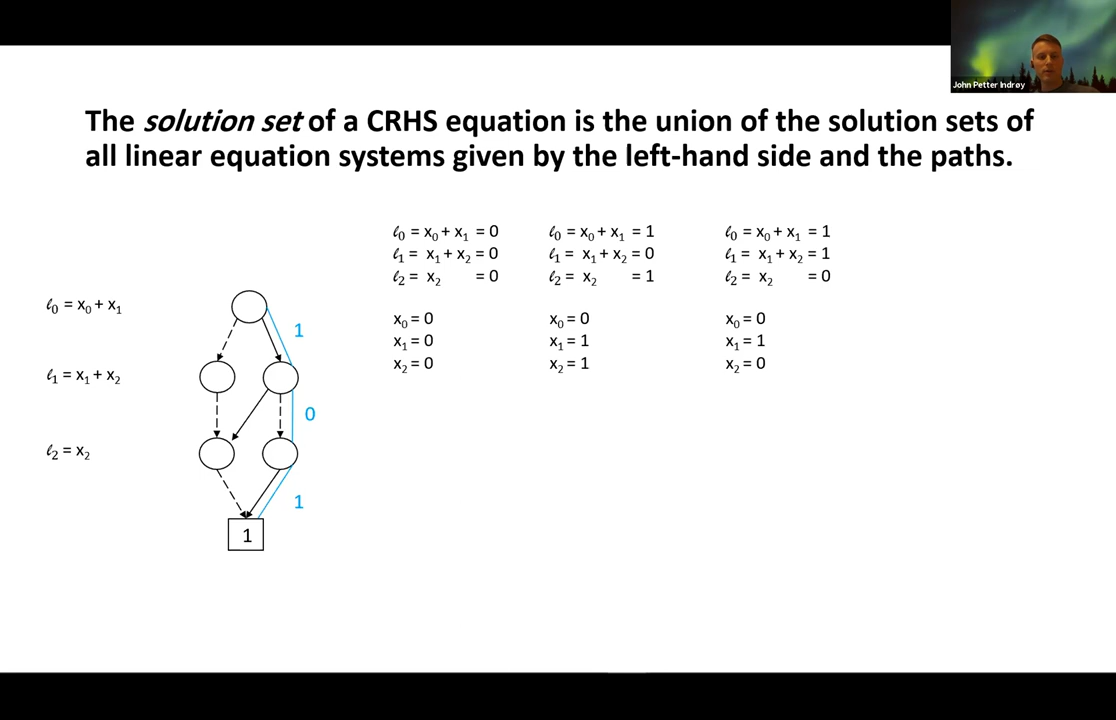 John Petter Indrøy
The solution set of a CRHS equation is the union of the solution sets of
all linear equation systems given by the left-hand side and the paths.
ℓ₀ = x₀ + x₁ = 0
ℓ₁ = x₁ + x₂ = 0
ℓ₂ = x₂ = 0
x₀ = 0
x₁ = 0
x₂ = 0
ℓ₀ = x₀ + x₁ = 1
ℓ₁ = x₁ + x₂ = 0
ℓ₂ = x₂ = 1
x₀ = 0
x₁ = 1
x₂ = 1
ℓ₀ = x₀ + x₁ = 1
ℓ₁ = x₁ + x₂ = 1
ℓ₂ = x₂ = 0
x₀ = 0
x₁ = 1
x₂ = 0
ℓ₀ = x₀ + x₁
ℓ₁ = x₁ + x₂
ℓ₂ = x₂
1
0
1
1